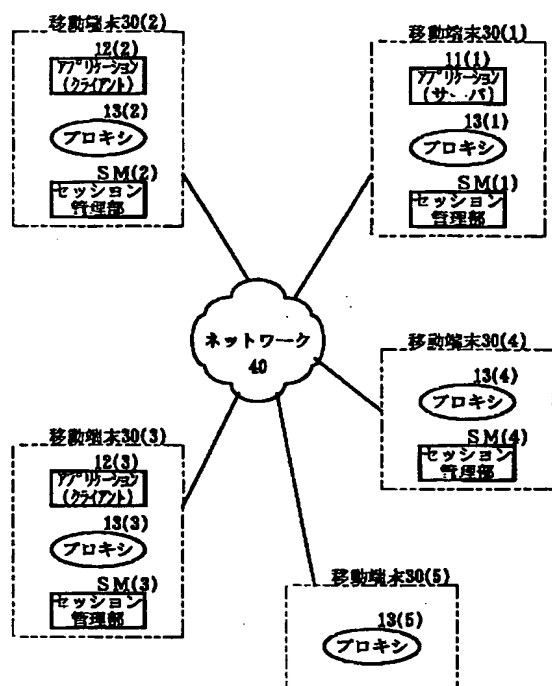 移動端末30(2)
12(2)
アプリケーション
(クライアント)
13(2)
プロキシ
SM(2)
セッション
管理部
移動端末30(1)
11(1)
アプリケーション
(サーバ)
13(1)
プロキシ
SM(1)
セッション
管理部
ネットワーク
40
移動端末30(4)
13(4)
プロキシ
SM(4)
セッション
管理部
移動端末30(3)
12(3)
アプリケーション
(クライアント)
13(3)
プロキシ
SM(3)
セッション
管理部
移動端末30(5)
13(5)
プロキシ